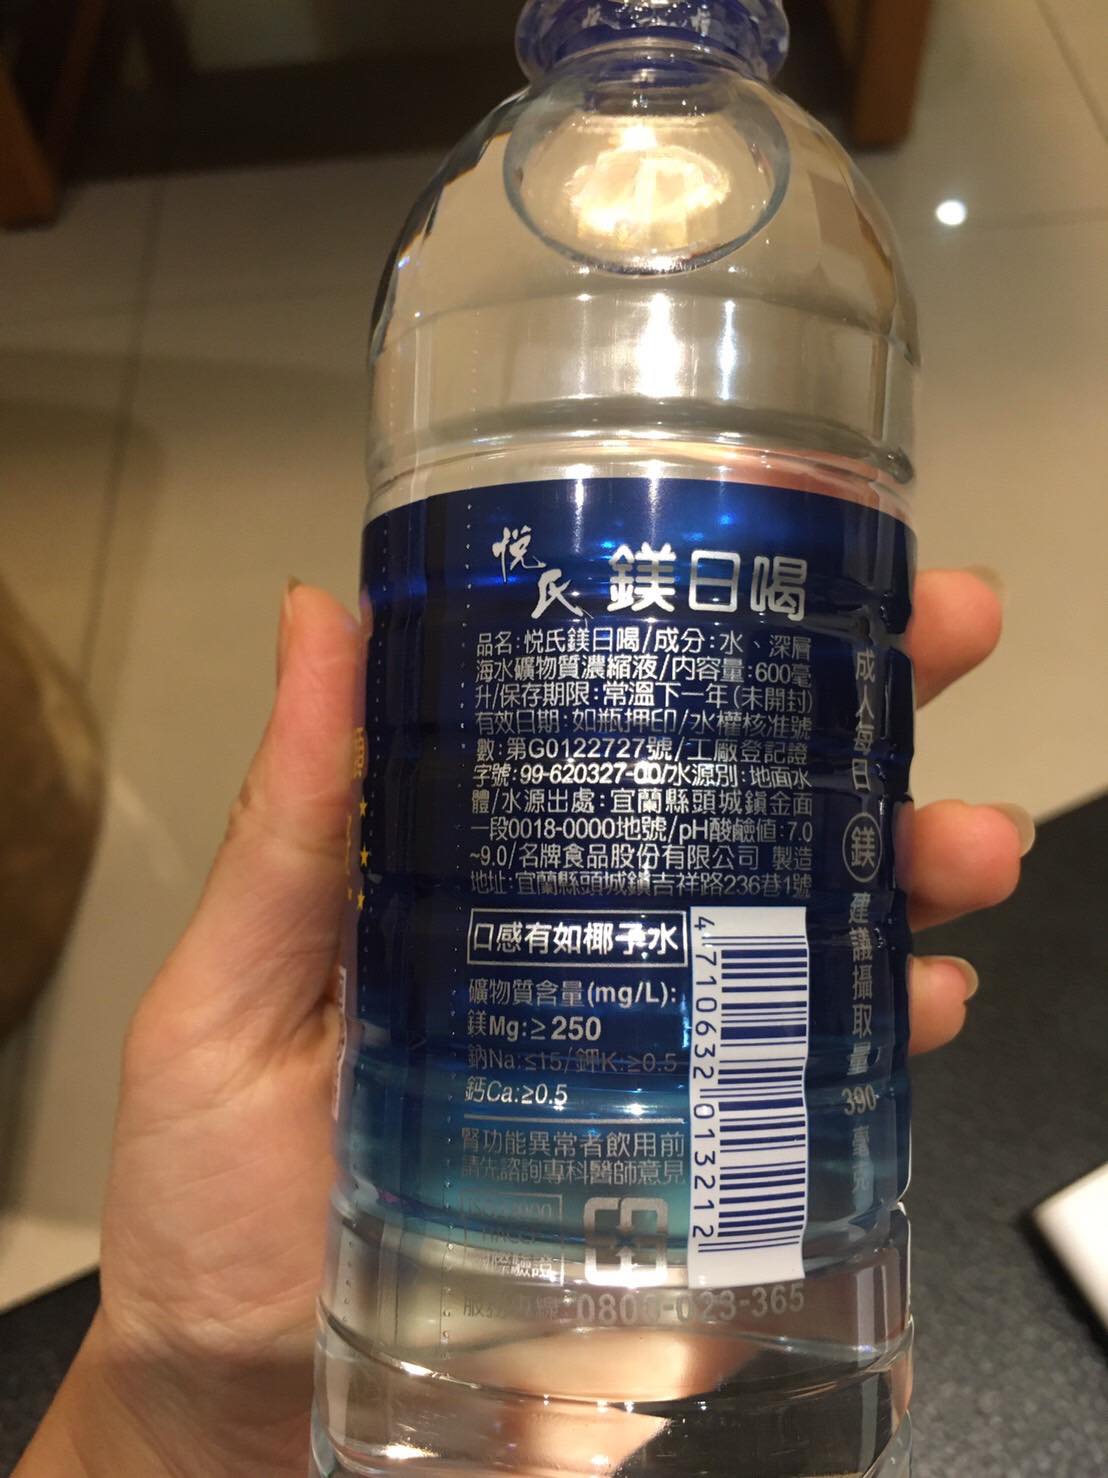 悅氏 鎂日喝
品名:悅氏鎂日喝/成分:水、深層
海水礦物質濃縮液/內容量:600毫
升/保存期限:常溫下一年(未開封)
有效日期:如瓶押印/水權核准號
數:第G0122727號/工廠登記證
字號:99-620327-00/水源別:地面水
體/水源出處:宜蘭縣頭城鎮金面
一段0018-0000地號/pH酸鹼值:7.0
~9.0/名牌食品股份有限公司 製造
地址:宜蘭縣頭城鎮吉祥路236巷1號
口感有如椰子水
礦物質含量(mg/L):
鎂Mg:≥250
鈉Na:≤15/鉀K:≥0.5
鈣Ca:≥0.5
腎功能異常者飲用前
請先諮詢專科醫師意見
0800-023-365
4710632013212
成人每日鎂建議攝取量390毫克